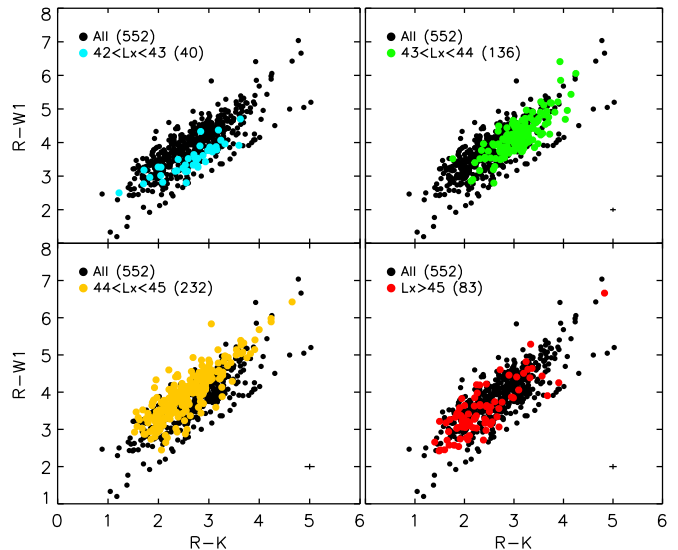 8
7
6
5
4
3
2
R−W1
All (552)
42<Lx<43 (40)
All (552)
43<Lx<44 (136)
7
6
5
4
3
2
1
R−W1
All (552)
44<Lx<45 (232)
All (552)
Lx>45 (83)
0 1 2 3 4 5 6
1 2 3 4 5 6
R−K
R−K